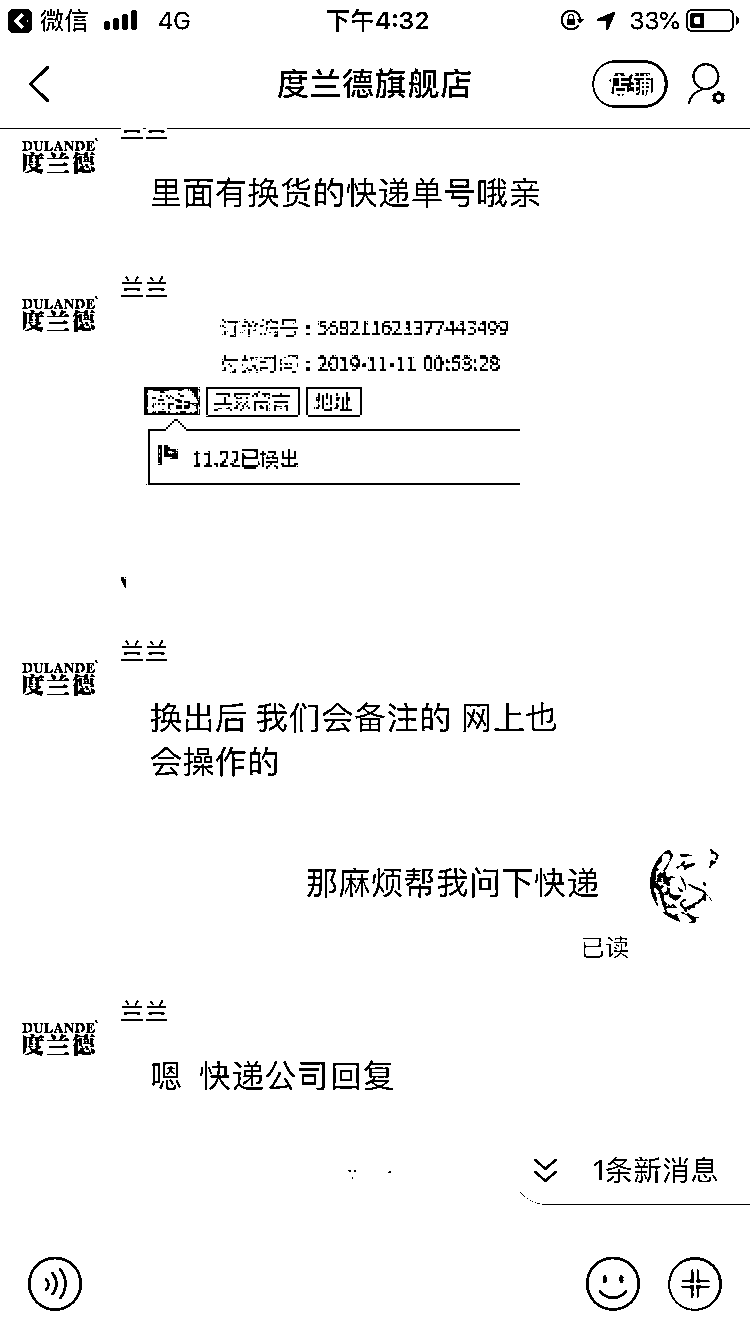 微信 4G 下午4:32 33%
度兰德旗舰店 店铺
兰兰
DULANDE
度兰德
里面有换货的快递单号哦亲
兰兰
DULANDE
度兰德
订单编号：568211621377443499
付款时间：2019-11-11 00:58:28
买家留言 地址
11.22已换出
兰兰
DULANDE
度兰德
换出后 我们会备注的 网上也
会操作的
那麻烦帮我问下快递
已读
兰兰
DULANDE
度兰德
嗯 快递公司回复
1条新消息